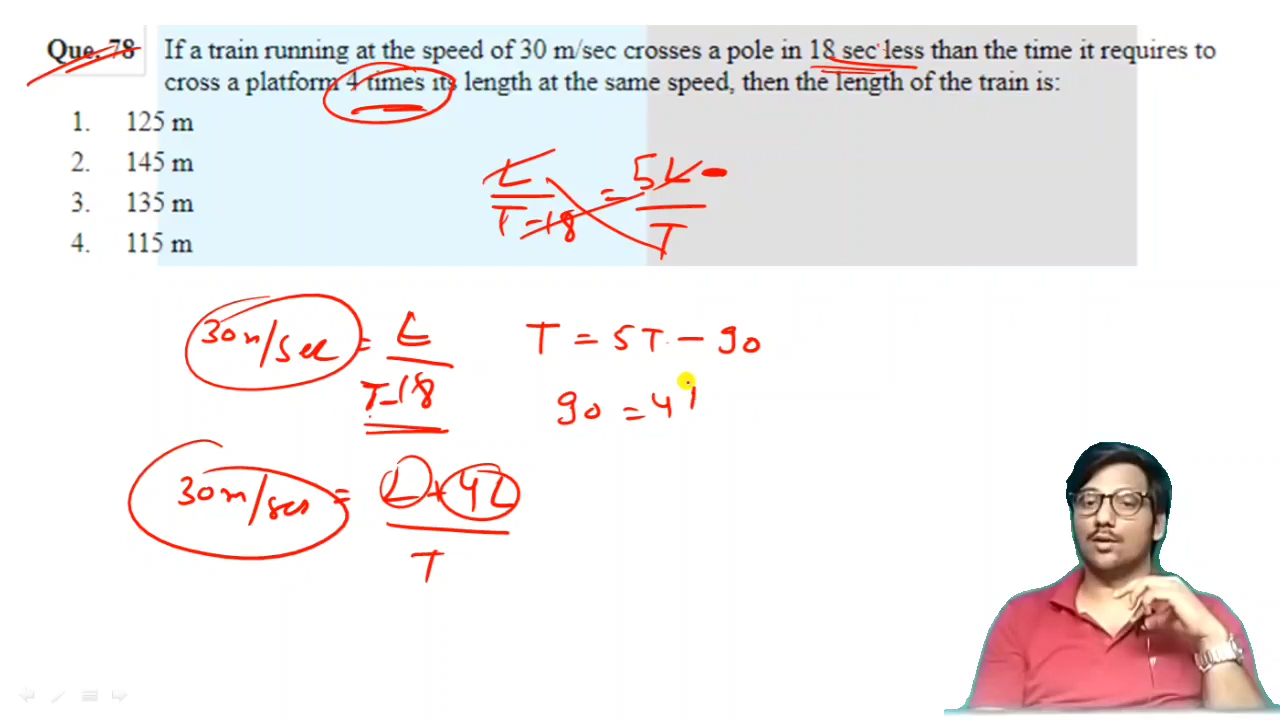 Que. 78 If a train running at the speed of 30 m/sec crosses a pole in 18 sec less than the time it requires to
cross a platform 4 times its length at the same speed, then the length of the train is:
1. 125 m
2. 145 m
3. 135 m
4. 115 m
L = 5L
T-18 T
30m/sec = L
T-18
T = 5T - 90
90 = 4T
30m/sec = L+4L
T